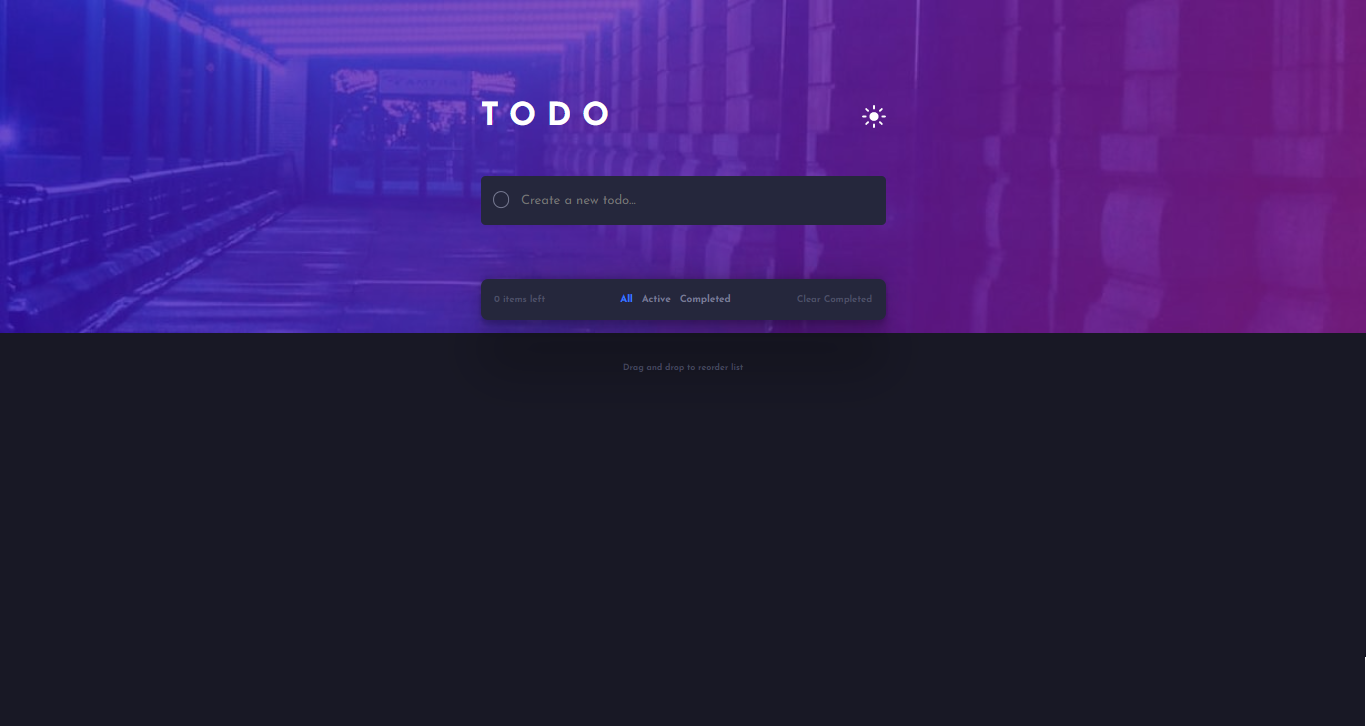 TODO
Create a new todo...
0 items left All Active Completed Clear Completed
Drag and drop to reorder list